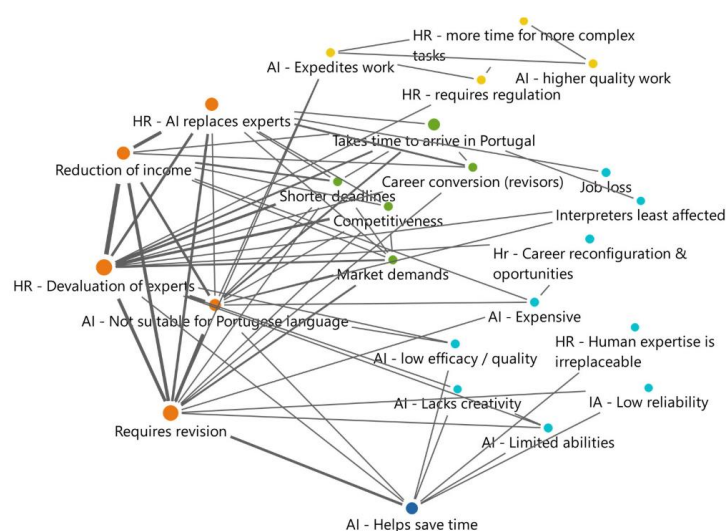 HR - more time for more complex
tasks
AI - Expedites work
AI - higher quality work
HR - requires regulation
HR - AI replaces experts
Takes time to arrive in Portugal
Reduction of income
Career conversion (revisors)
Job loss
Shorter deadlines
Interpreters least affected
Competitiveness
Hr - Career reconfiguration &
oportunities
Market demands
HR - Devaluation of experts
AI - Expensive
AI - Not suitable for Portugese language
HR - Human expertise is
irreplaceable
AI - low efficacy / quality
AI - Lacks creativity
IA - Low reliability
Requires revision
AI - Limited abilities
AI - Helps save time